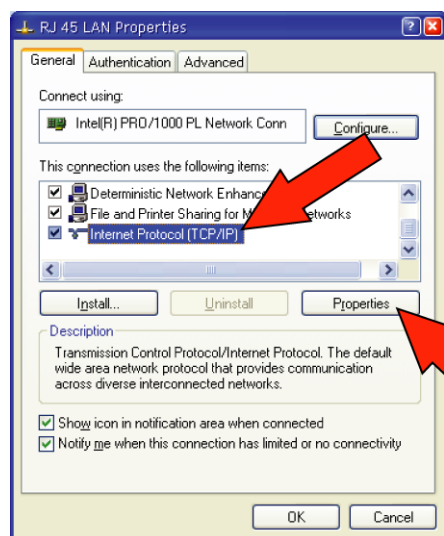 RJ 45 LAN Properties
General Authentication Advanced
Connect using:
Intel(R) PRO/1000 PL Network Conn Configure...
This connection uses the following items:
Deterministic Network
File and Printer Sharing for
Internet Protocol (TCP/IP)
Install... Uninstall Properties
Description
Transmission Control Protocol/Internet Protocol. The default
wide area network protocol that provides communication
across diverse interconnected networks.
Show icon in notification area when connected
Notify me when this connection has limited or no connectivity
OK Cancel